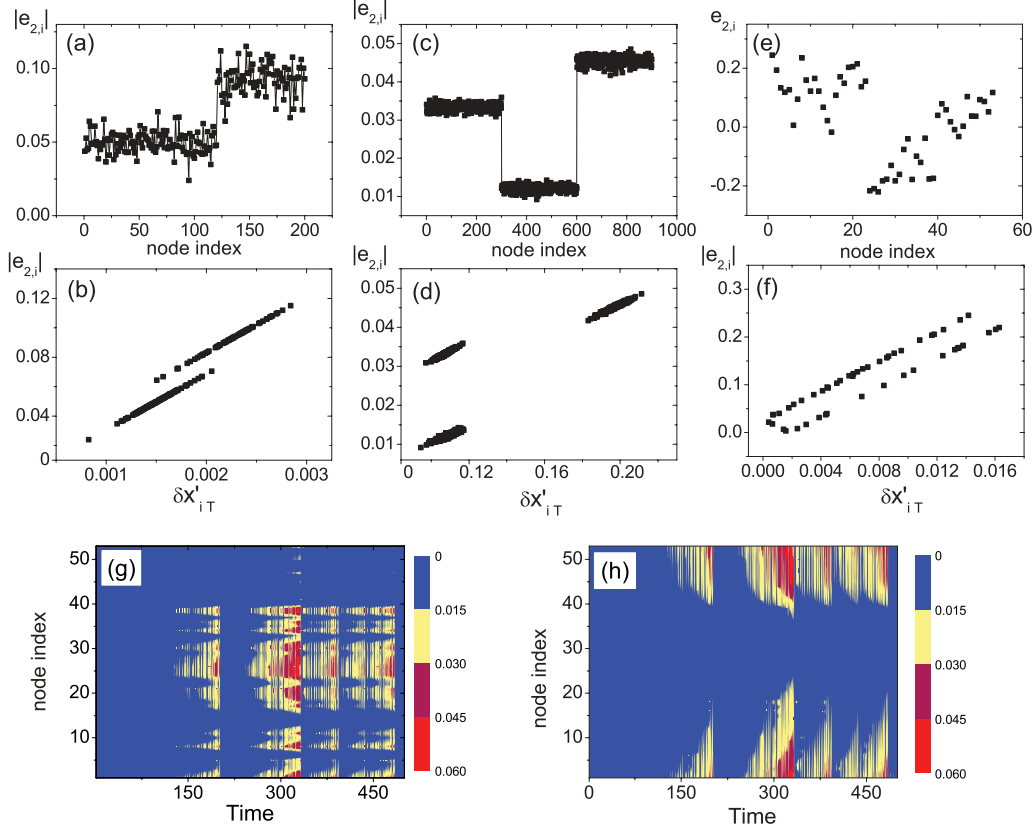 |e2,i|
(a)
0.10
0.05
0.00
0 50 100 150 200
node index
|e2,i|
(c)
0.05
0.04
0.03
0.02
0.01
0 200 400 600 800 1000
node index
e2,i
(e)
0.2
0.0
-0.2
0 10 20 30 40 50 60
node index
|e2,i|
(b)
0.12
0.08
0.04
0
0.001 0.002 0.003
δx'i T
|e2,i|
(d)
0.05
0.04
0.03
0.02
0.01
0 0.12 0.20
δx'i T
|e2,i|
(f)
0.3
0.2
0.1
0.0
0.000 0.004 0.008 0.012 0.016
δx'i T
(g)
node index
50
40
30
20
10
150 300 450
Time
0
0.015
0.030
0.045
0.060
(h)
node index
50
40
30
20
10
0 150 300 450
Time
0
0.015
0.030
0.045
0.060